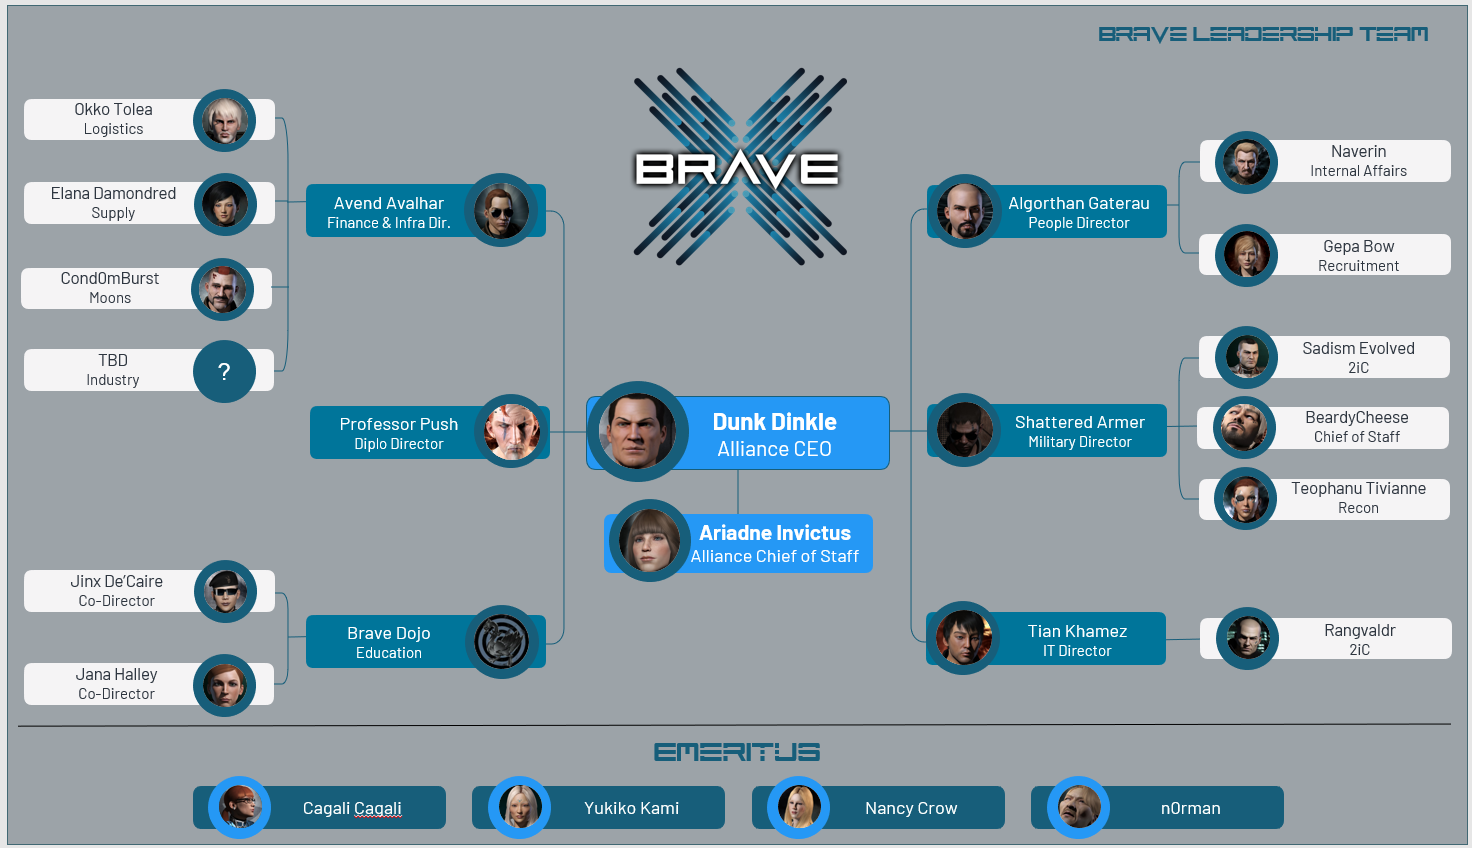 BRAVE LEADERSHIP TEAM
BRAVE
Okko Tolea
Logistics
Elana Damondred
Supply
Cond0mBurst
Moons
TBD
Industry
?
Avend Avalhar
Finance & Infra Dir.
Professor Push
Diplo Director
Jinx De’Caire
Co-Director
Jana Halley
Co-Director
Brave Dojo
Education
Dunk Dinkle
Alliance CEO
Ariadne Invictus
Alliance Chief of Staff
Algorthan Gaterau
People Director
Naverin
Internal Affairs
Gepa Bow
Recruitment
Shattered Armer
Military Director
Sadism Evolved
2iC
BeardyCheese
Chief of Staff
Teophanu Tivianne
Recon
Tian Khamez
IT Director
Rangvaldr
2iC
EMERITUS
Cagali Cagali
Yukiko Kami
Nancy Crow
n0rman